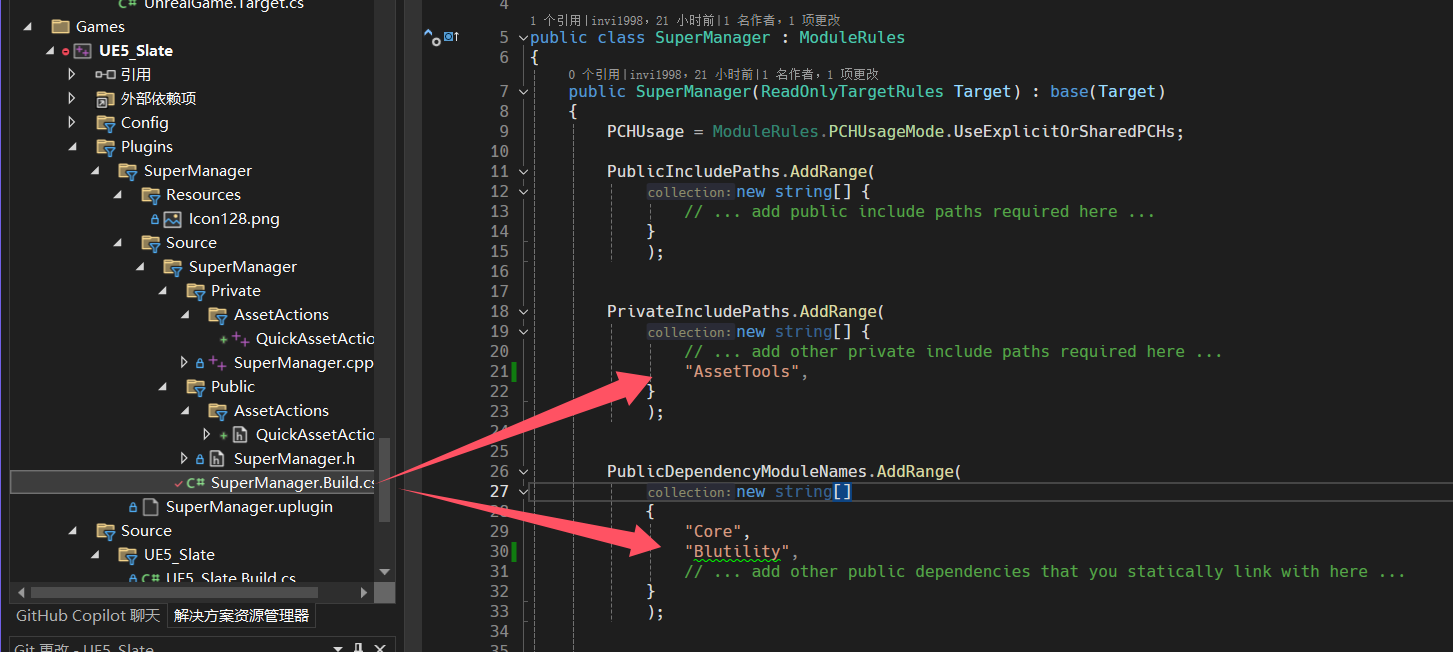 UnrealGame.Target.cs
Games
UE5_Slate
引用
外部依赖项
Config
Plugins
SuperManager
Resources
Icon128.png
Source
SuperManager
Private
AssetActions
QuickAssetActio
SuperManager.cpp
Public
AssetActions
QuickAssetActio
SuperManager.h
SuperManager.Build.cs
SuperManager.uplugin
Source
UE5_Slate
UE5_Slate.Build.cs
GitHub Copilot 聊天 解决方案资源管理器
Git 更改 - UE5_Slate
4
1 个引用|invi1998，21 小时前|1 名作者，1 项更改
5 public class SuperManager : ModuleRules
6 {
0 个引用|invi1998，21 小时前|1 名作者，1 项更改
7 public SuperManager(ReadOnlyTargetRules Target) : base(Target)
8 {
9 PCHUsage = ModuleRules.PCHUsageMode.UseExplicitOrSharedPCHs;
10
11 PublicIncludePaths.AddRange(
12 collection: new string[] {
13 // ... add public include paths required here ...
14 }
15 );
16
17
18 PrivateIncludePaths.AddRange(
19 collection: new string[] {
20 // ... add other private include paths required here ...
21 "AssetTools",
22 }
23 );
24
25
26 PublicDependencyModuleNames.AddRange(
27 collection: new string[]
28 {
29 "Core",
30 "Blutility",
31 // ... add other public dependencies that you statically link with here ...
32 }
33 );
34
35